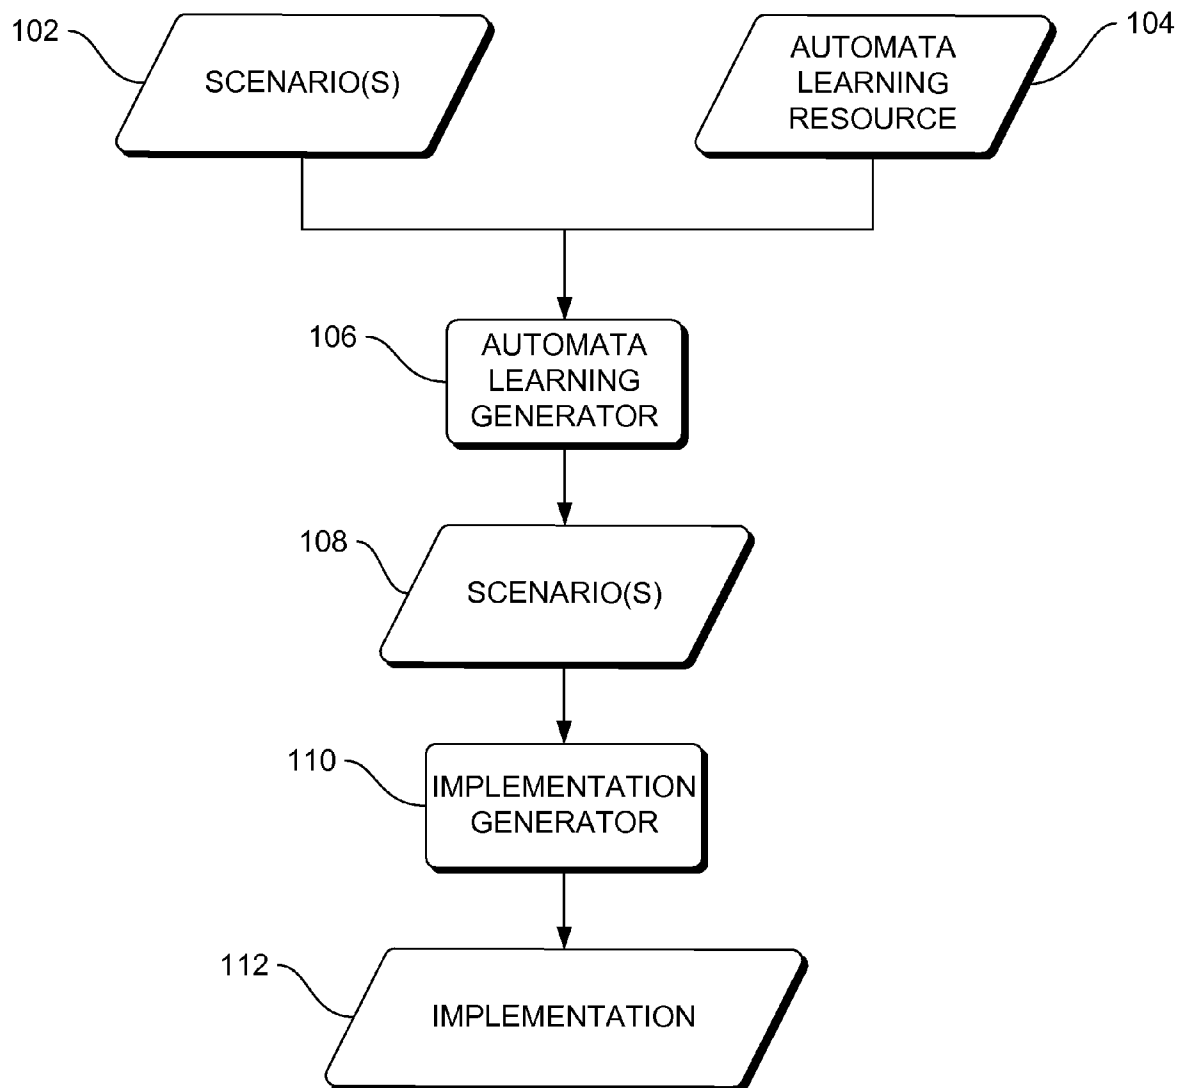 102
SCENARIO(S)
AUTOMATA
LEARNING
RESOURCE
104
106
AUTOMATA
LEARNING
GENERATOR
108
SCENARIO(S)
110
IMPLEMENTATION
GENERATOR
112
IMPLEMENTATION